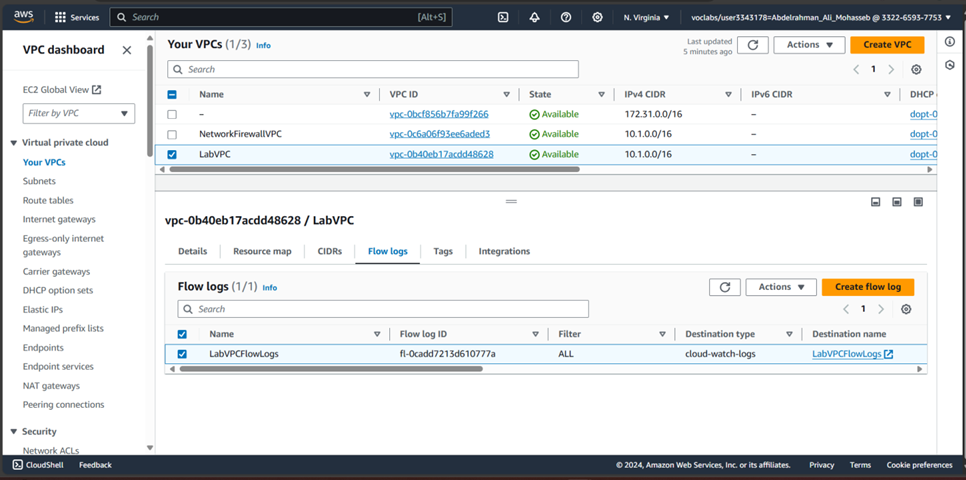 aws Services Search [Alt+S] N. Virginia voclabs/user3343178=Abdelrahman_Ali_Mohasseb @ 3322-6593-7753
VPC dashboard
EC2 Global View
Filter by VPC
Virtual private cloud
Your VPCs
Subnets
Route tables
Internet gateways
Egress-only internet
gateways
Carrier gateways
DHCP option sets
Elastic IPs
Managed prefix lists
Endpoints
Endpoint services
NAT gateways
Peering connections
Security
Network ACLs
Your VPCs (1/3) Info
Last updated
5 minutes ago
Actions
Create VPC
Search
1
Name VPC ID State IPv4 CIDR IPv6 CIDR DHCP
– vpc-0bcf856b7fa99f266 Available 172.31.0.0/16 – dopt-0
NetworkFirewallVPC vpc-0c6a06f93ee6aded3 Available 10.1.0.0/16 – dopt-0
LabVPC vpc-0b40eb17acdd48628 Available 10.1.0.0/16 – dopt-0
vpc-0b40eb17acdd48628 / LabVPC
Details Resource map CIDRs Flow logs Tags Integrations
Flow logs (1/1) Info
Actions
Create flow log
Search
1
Name Flow log ID Filter Destination type Destination name
LabVPCFlowLogs fl-0cadd7213d610777a ALL cloud-watch-logs LabVPCFlowLogs
CloudShell Feedback © 2024, Amazon Web Services, Inc. or its affiliates. Privacy Terms Cookie preferences